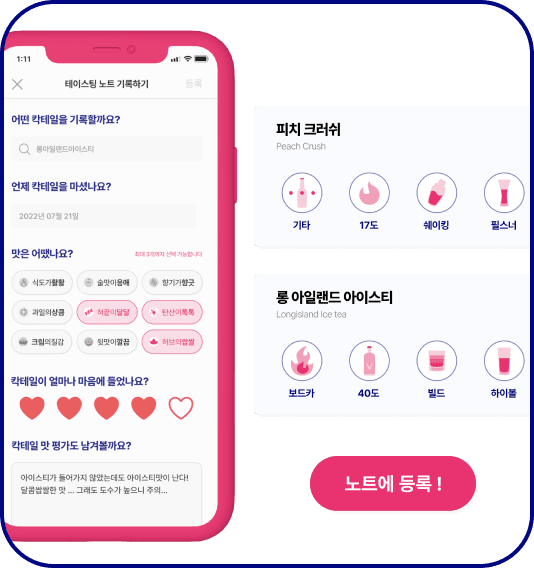 1:11
테이스팅 노트 기록하기
등록
어떤 칵테일을 기록할까요?
롱아일랜드아이스티
언제 칵테일을 마셨나요?
2022년 07월 21일
맛은 어땠나요?
최대 3개까지 선택 가능합니다
식도가활활
술맛이용애
향기가향긋
과일의상콤
혀끝이달달
탄산이톡톡
크림의질감
뒷맛이깔끔
허브의쌉쌀
칵테일이 얼마나 마음에 들었나요?
칵테일 맛 평가도 남겨볼까요?
아이스티가 들어가지 않았는데도 아이스티맛이 난다!
달콤쌉쌀한 맛 ... 그래도 도수가 높으니 주의...
피치 크러쉬
Peach Crush
기타
17도
쉐이킹
필스너
롱 아일랜드 아이스티
Longisland Ice tea
보드카
40도
빌드
하이볼
노트에 등록 !